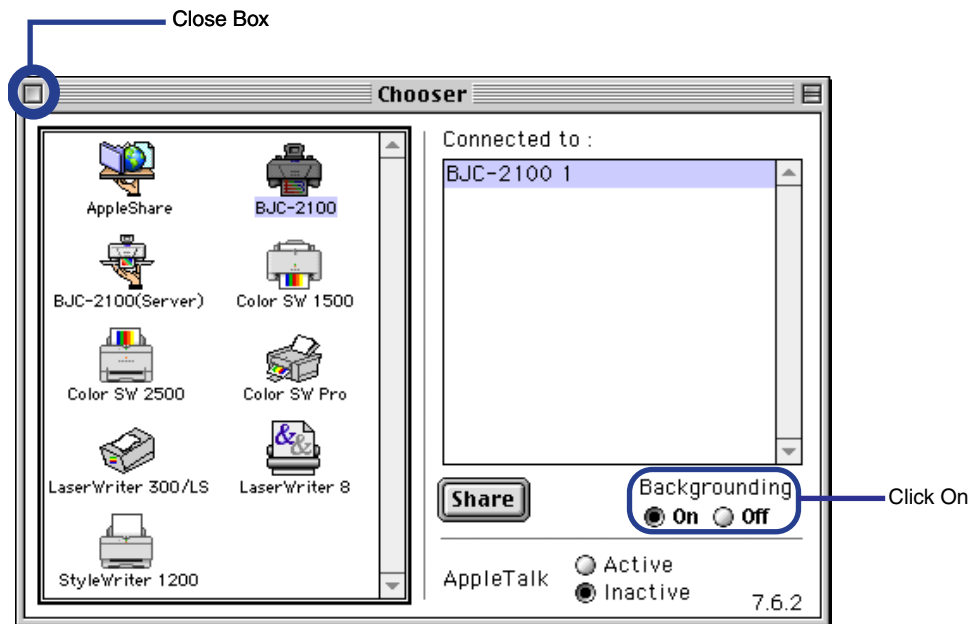 Close Box
Chooser
AppleShare
BJC-2100
BJC-2100(Server)
Color SW 1500
Color SW 2500
Color SW Pro
LaserWriter 300/LS
LaserWriter 8
StyleWriter 1200
Connected to :
BJC-2100 1
Share
Backgrounding
On Off
Click On
AppleTalk
Active
Inactive
7.6.2